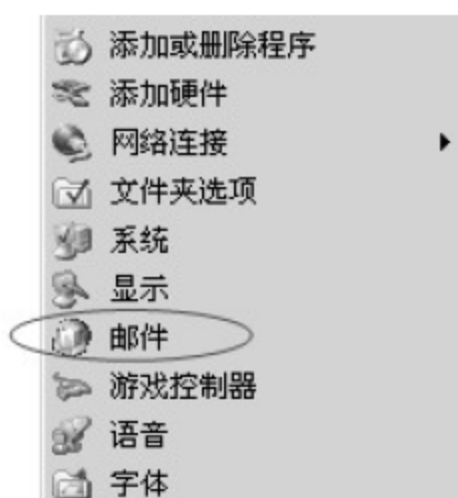 添加或删除程序
添加硬件
网络连接
文件夹选项
系统
显示
邮件
游戏控制器
语音
字体